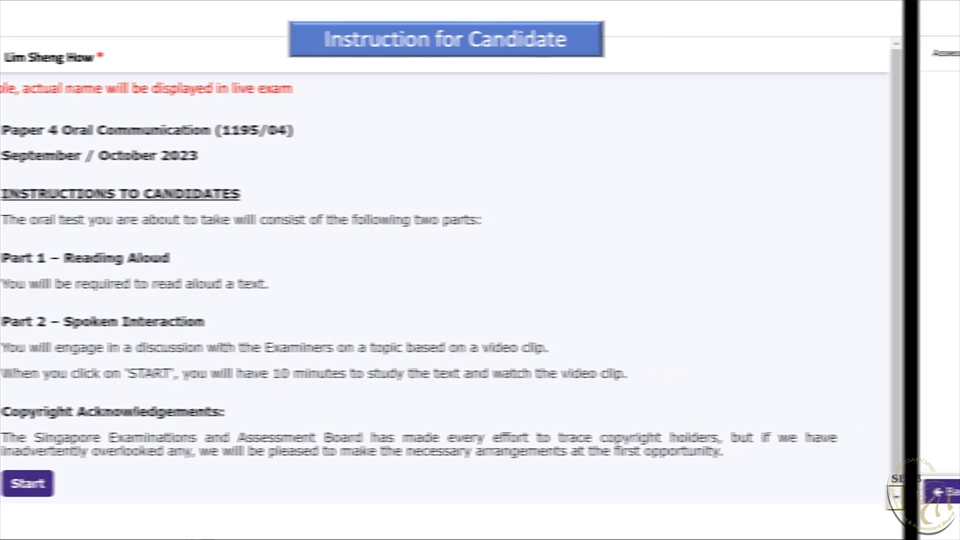 Instruction for Candidate
Lim Sheng How *
ple, actual name will be displayed in live exam
Paper 4 Oral Communication (1195/04)
September / October 2023
INSTRUCTIONS TO CANDIDATES
The oral test you are about to take will consist of the following two parts:
Part 1 – Reading Aloud
You will be required to read aloud a text.
Part 2 – Spoken Interaction
You will engage in a discussion with the Examiners on a topic based on a video clip.
When you click on 'START', you will have 10 minutes to study the text and watch the video clip.
Copyright Acknowledgements:
The Singapore Examinations and Assessment Board has made every effort to trace copyright holders, but if we have
inadvertently overlooked any, we will be pleased to make the necessary arrangements at the first opportunity.
Start